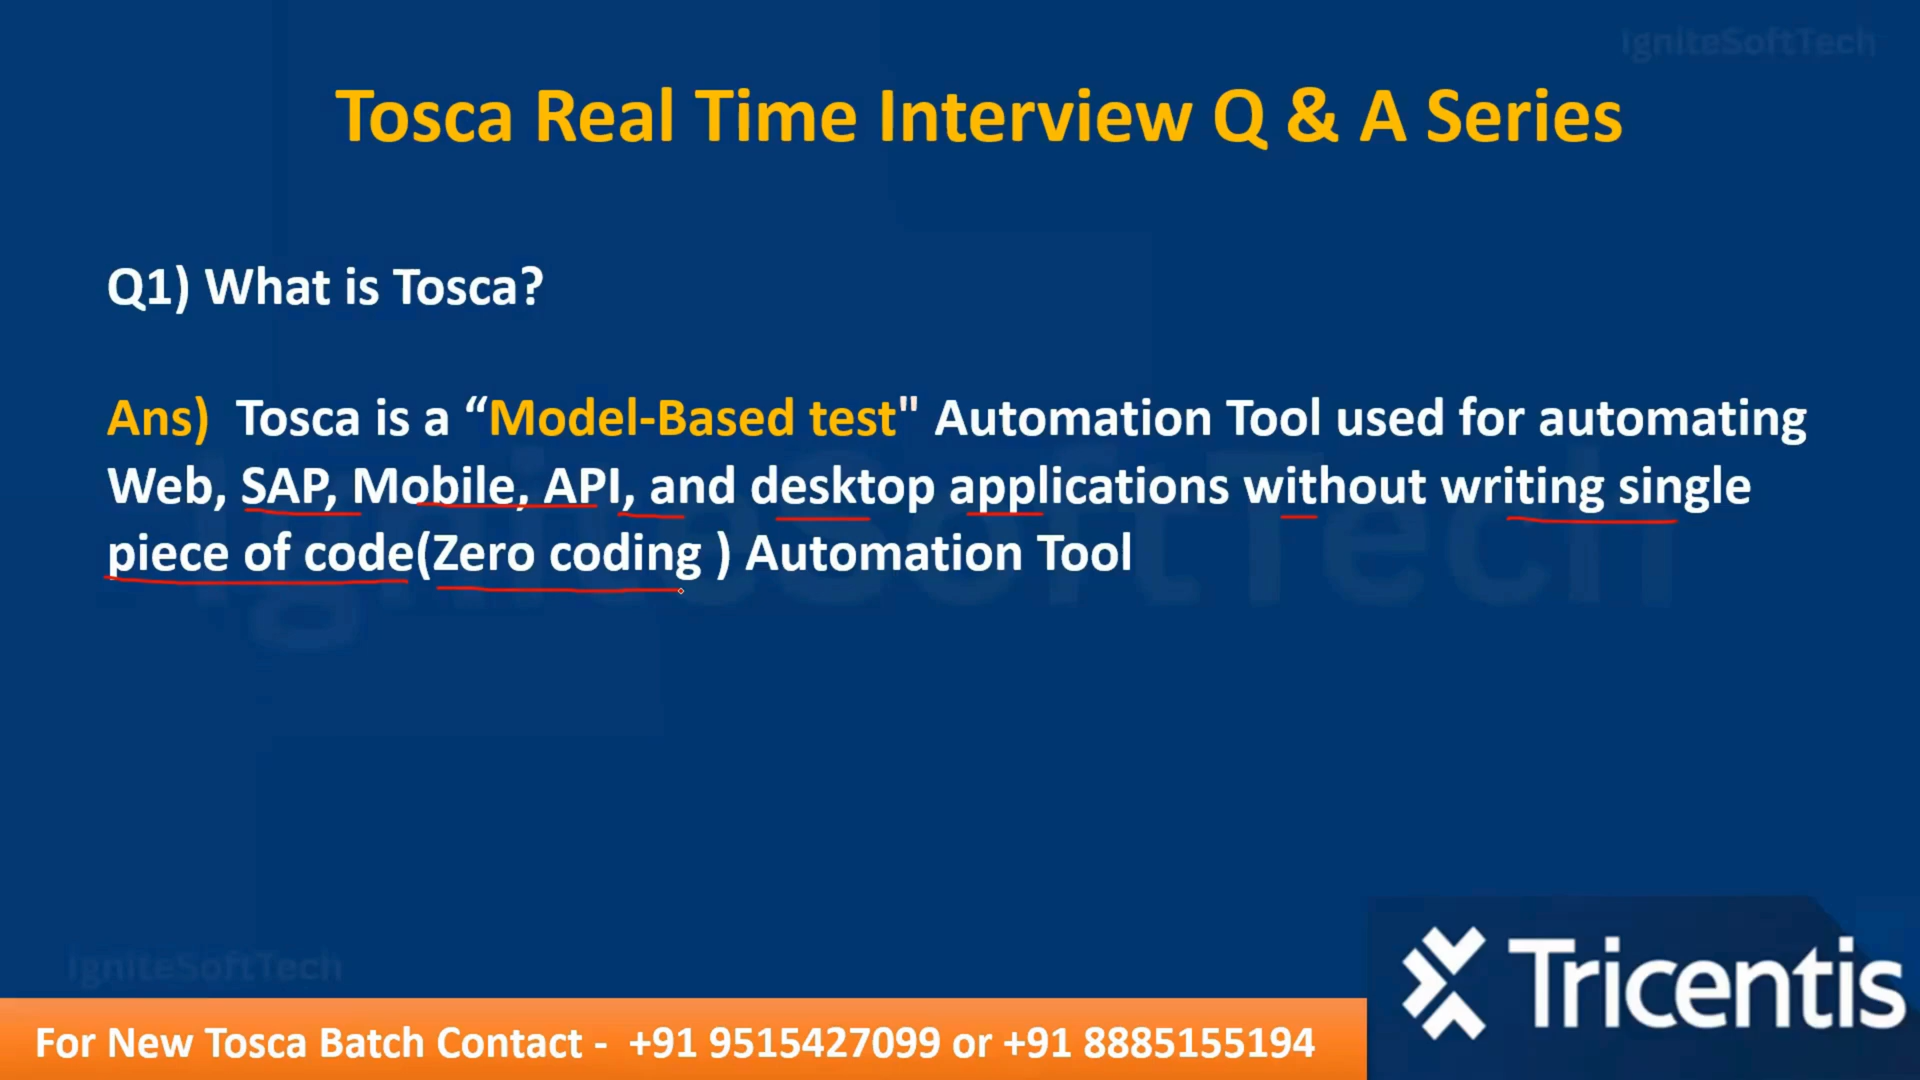 IgniteSoftTech
Tosca Real Time Interview Q & A Series
Q1) What is Tosca?
Ans) Tosca is a “Model-Based test" Automation Tool used for automating
Web, SAP, Mobile, API, and desktop applications without writing single
piece of code(Zero coding ) Automation Tool
IgniteSoftTech
IgniteSoftTech
Tricentis
For New Tosca Batch Contact - +91 9515427099 or +91 8885155194